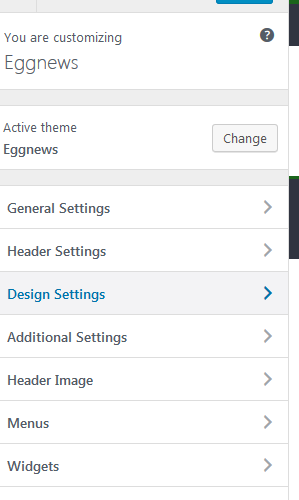 You are customizing
Eggnews
Active theme
Eggnews
Change
General Settings
Header Settings
Design Settings
Additional Settings
Header Image
Menus
Widgets